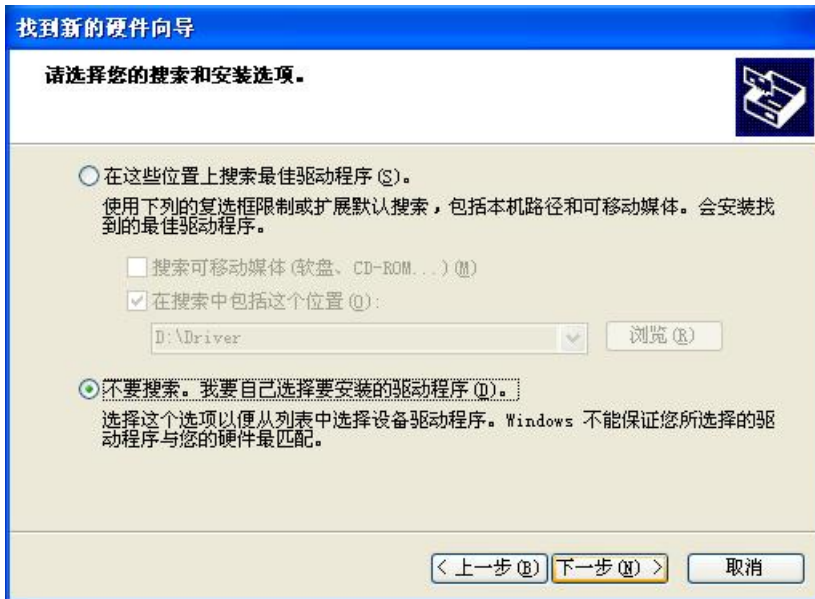 找到新的硬件向导
请选择您的搜索和安装选项。
在这些位置上搜索最佳驱动程序(S)。
使用下列的复选框限制或扩展默认搜索，包括本机路径和可移动媒体。会安装找
到的最佳驱动程序。
搜索可移动媒体(软盘、CD-ROM...)(M)
在搜索中包括这个位置(O):
D:\Driver
浏览(R)
不要搜索。我要自己选择要安装的驱动程序(D)。
选择这个选项以便从列表中选择设备驱动程序。Windows 不能保证您所选择的驱
动程序与您的硬件最匹配。
< 上一步(B) 下一步(N) > 取消